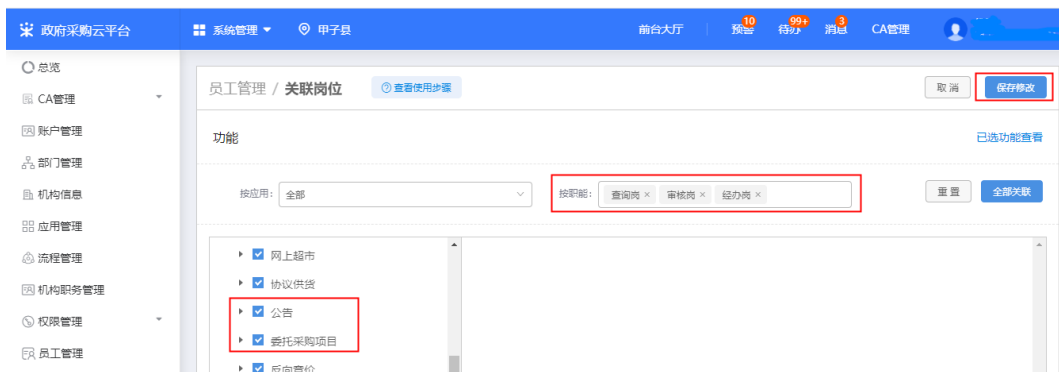 政府采购云平台 系统管理 甲子县 前台大厅 预警 10 待办 99+ 消息 3 CA管理
总览
CA管理
账户管理
部门管理
机构信息
应用管理
流程管理
机构职务管理
权限管理
员工管理
员工管理 / 关联岗位 查看使用步骤 取消 保存修改
功能 已选功能查看
按应用: 全部 按职能: 查询岗 × 审核岗 × 经办岗 × 重置 全部关联
网上超市
协议供货
公告
委托采购项目
反向竞价